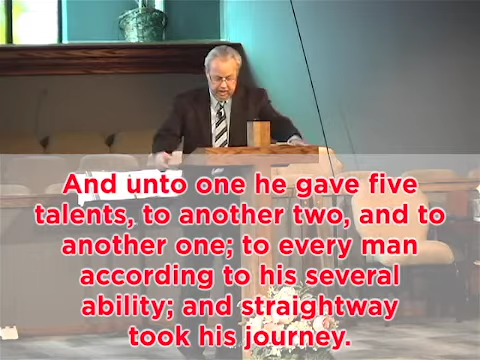 And unto one he gave five
talents, to another two, and to
another one; to every man
according to his several
ability; and straightway
took his journey.